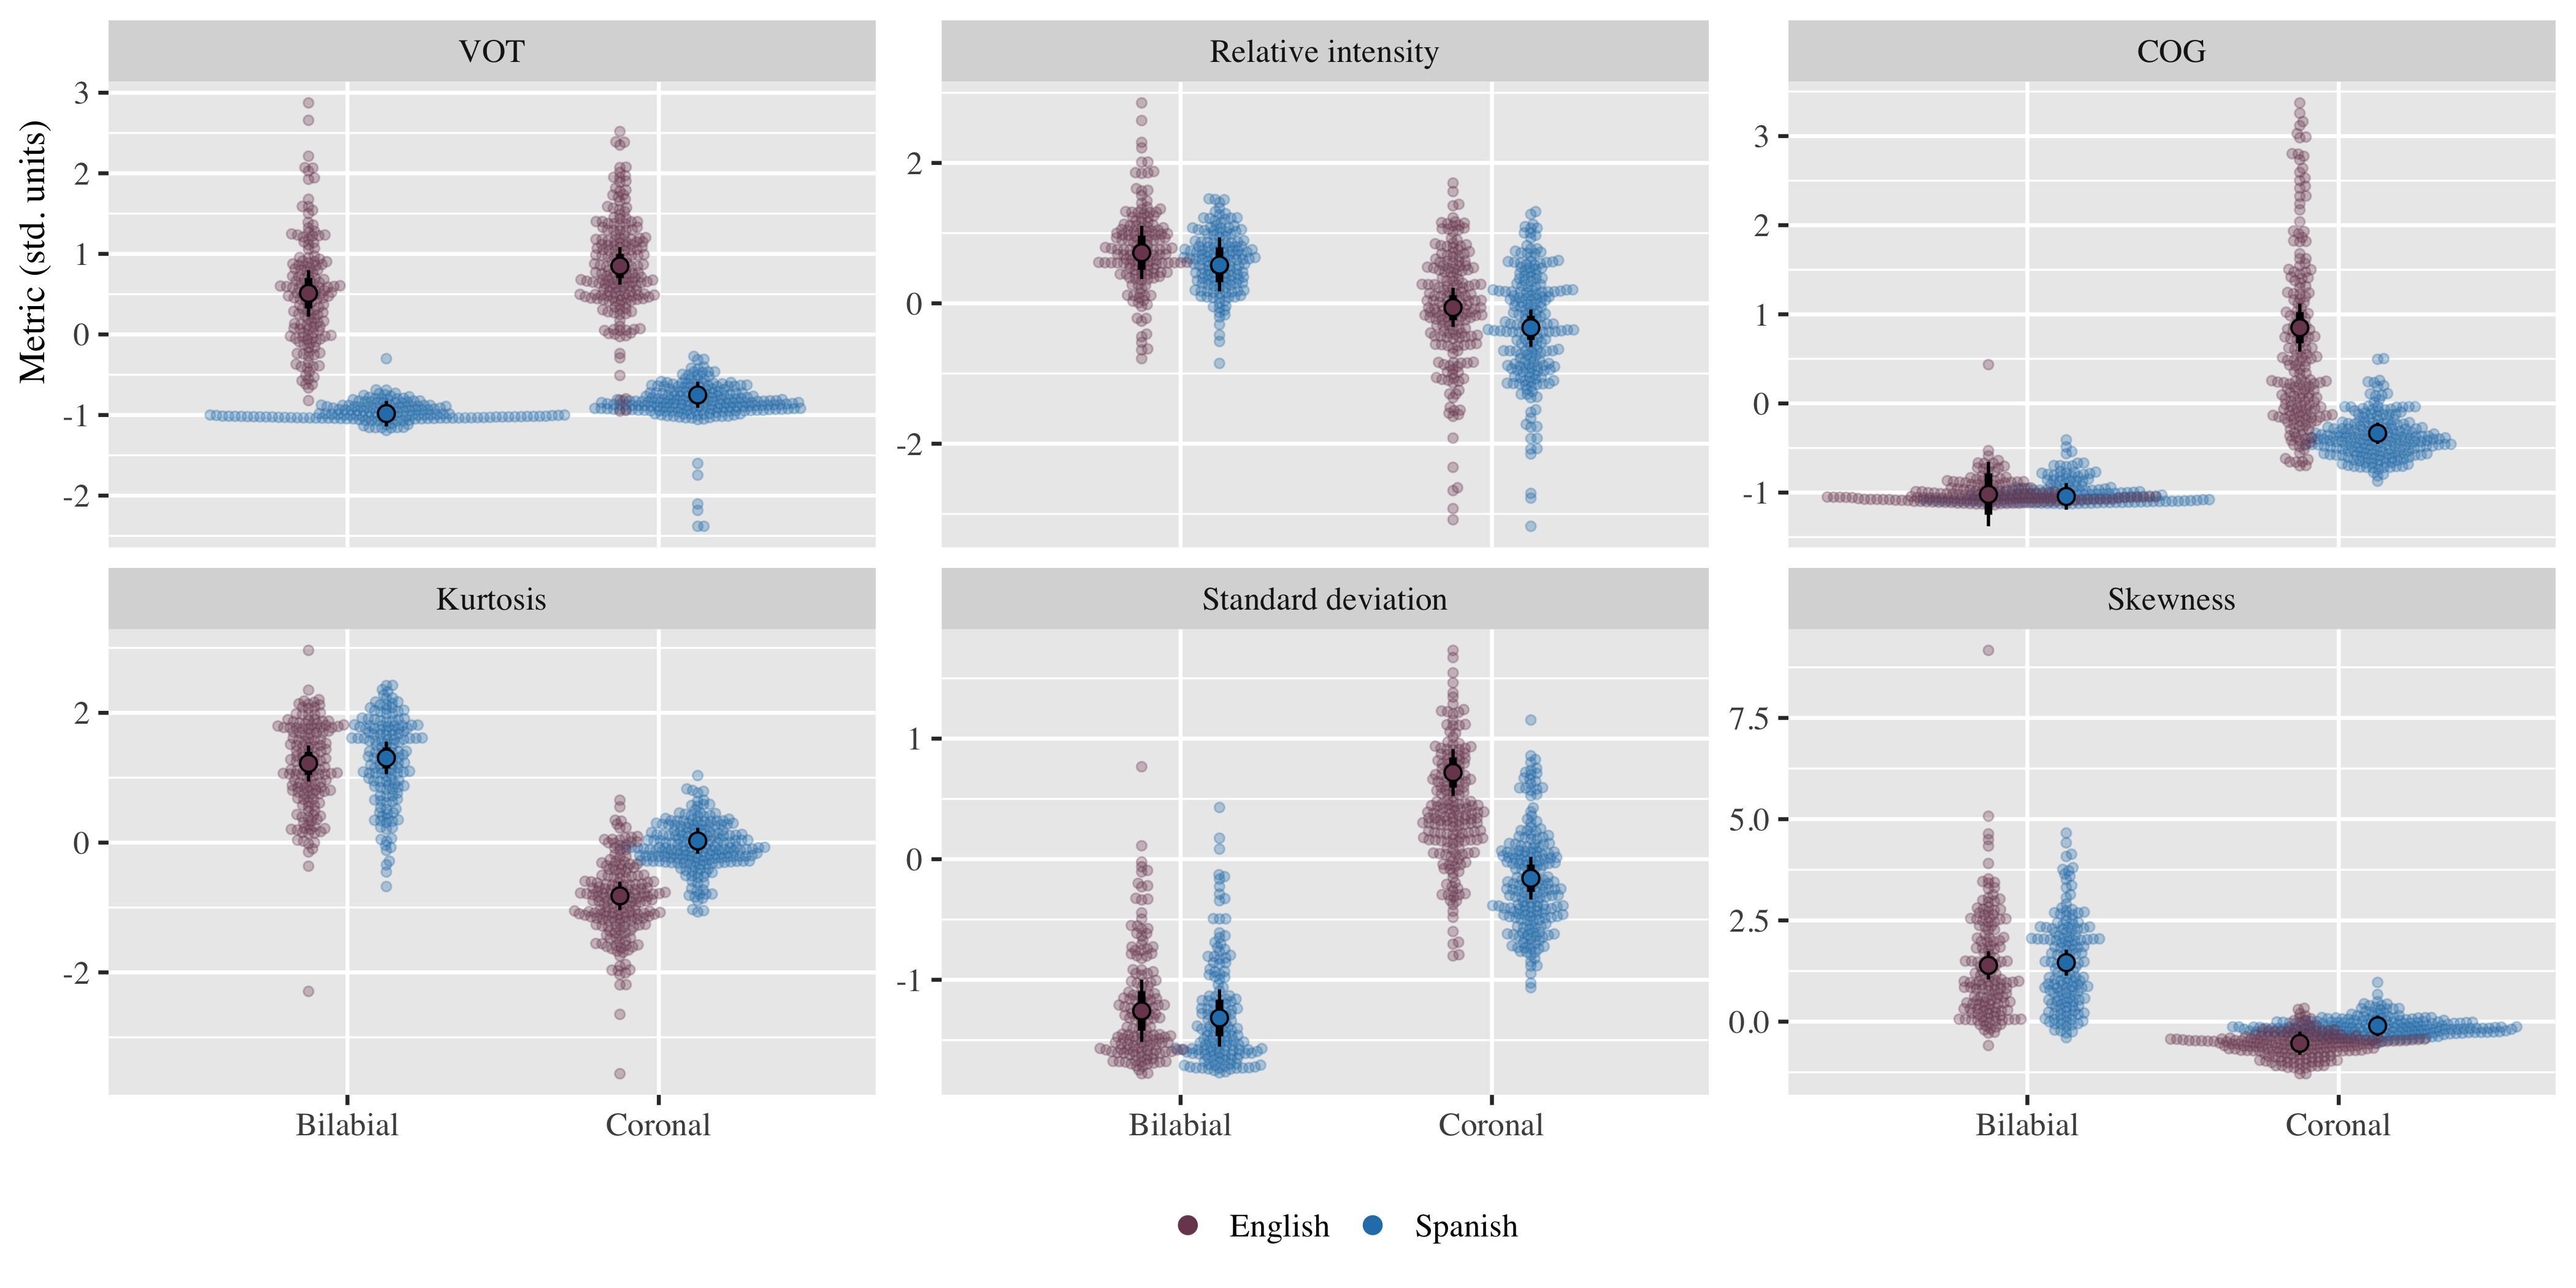 VOT
Relative intensity
COG
Metric (std. units)
3
2
1
0
-1
-2
2
0
-2
3
2
1
0
-1
Kurtosis
Standard deviation
Skewness
2
0
-2
1
0
-1
7.5
5.0
2.5
0.0
Bilabial Coronal
Bilabial Coronal
Bilabial Coronal
English Spanish